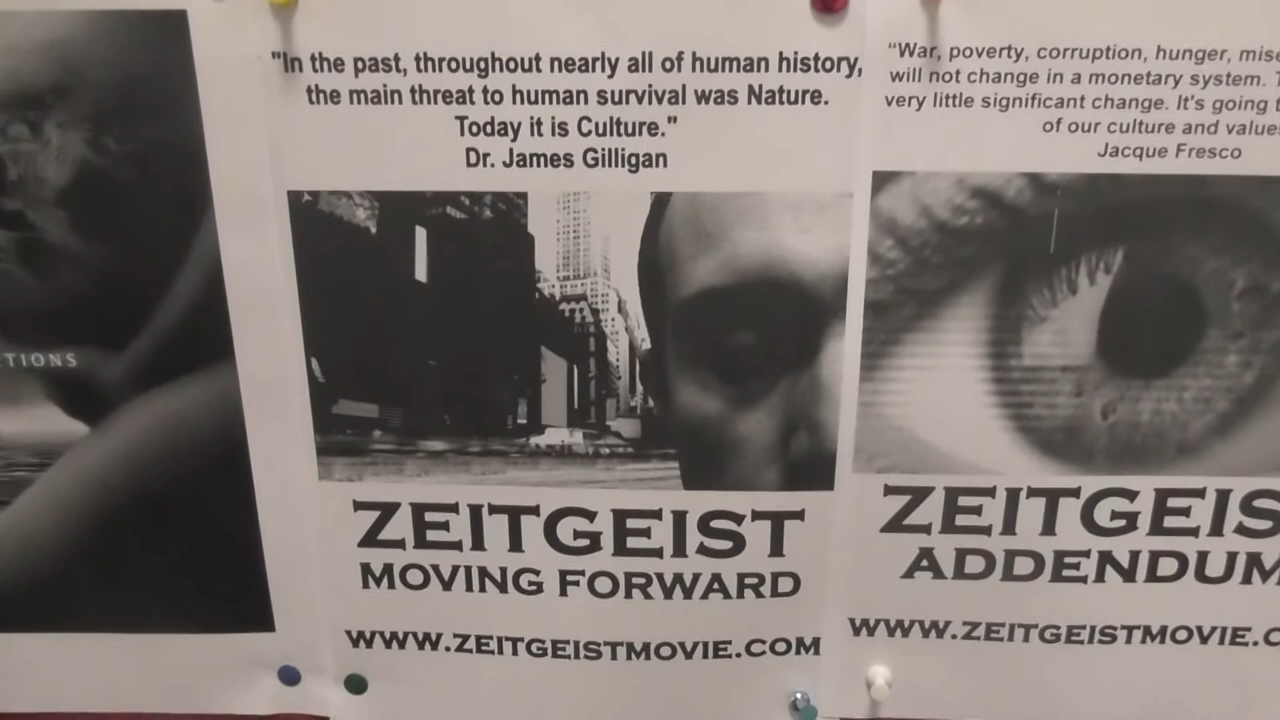 TIONS
"In the past, throughout nearly all of human history,
the main threat to human survival was Nature.
Today it is Culture."
Dr. James Gilligan
ZEITGEIST
MOVING FORWARD
WWW.ZEITGEISTMOVIE.COM
“War, poverty, corruption, hunger, mise
will not change in a monetary system. T
very little significant change. It's going t
of our culture and value
Jacque Fresco
ZEITGEIS
ADDENDUM
WWW.ZEITGEISTMOVIE.C